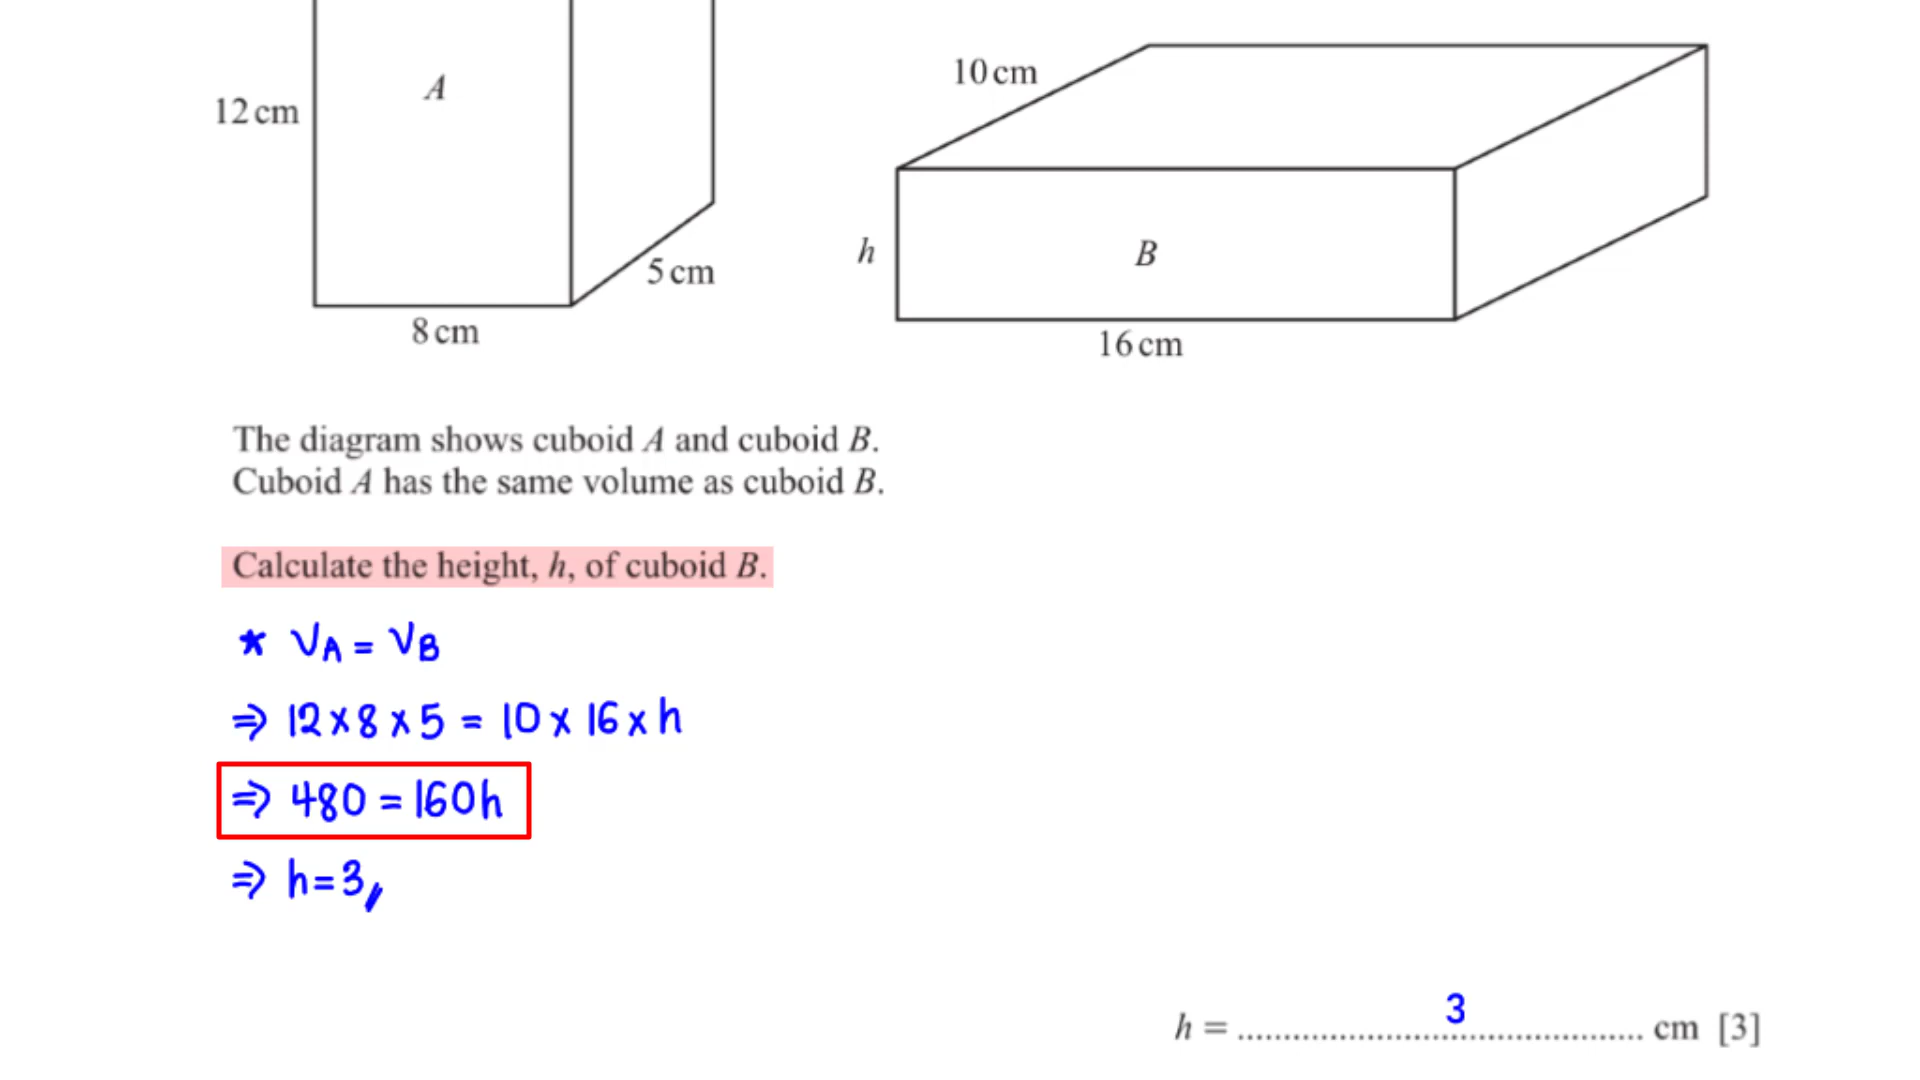 A
12 cm
5 cm
8 cm
10 cm
h
B
16 cm
The diagram shows cuboid A and cuboid B.
Cuboid A has the same volume as cuboid B.
Calculate the height, h, of cuboid B.
* VA = VB
⇒ 12 × 8 × 5 = 10 × 16 × h
⇒ 480 = 160h
⇒ h = 3
h = ............ 3 ............ cm [3]